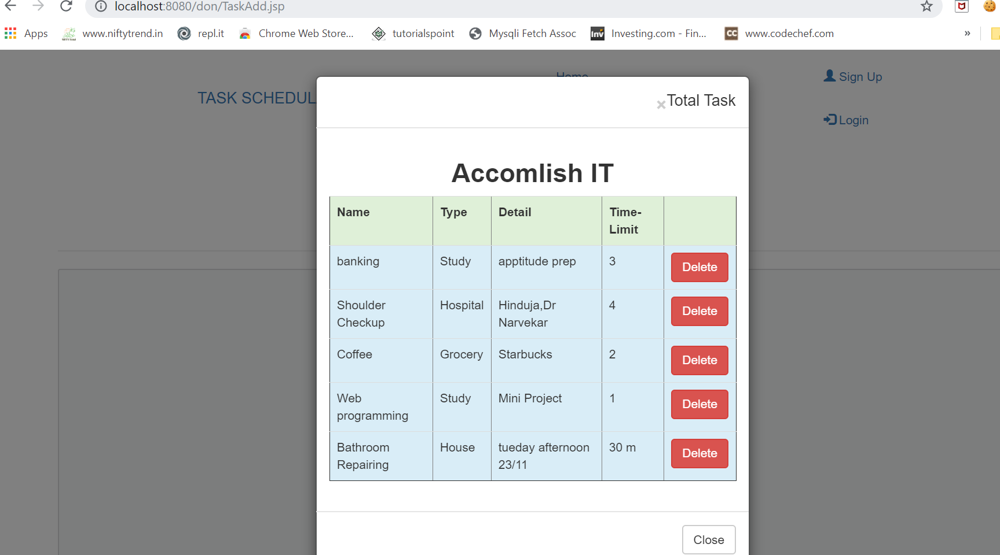 localhost:8080/don/TaskAdd.jsp
Apps www.niftytrend.in repl.it Chrome Web Store... tutorialspoint Mysqli Fetch Assoc Inv Investing.com - Fin... CC www.codechef.com »
Home
Sign Up
TASK SCHEDUL
×Total Task
Login
Accomlish IT
Name Type Detail Time-
Limit
banking Study apptitude prep 3 Delete
Shoulder Hospital Hinduja,Dr 4 Delete
Checkup Narvekar
Coffee Grocery Starbucks 2 Delete
Web Study Mini Project 1 Delete
programming
Bathroom House tueday afternoon 30 m Delete
Repairing 23/11
Close